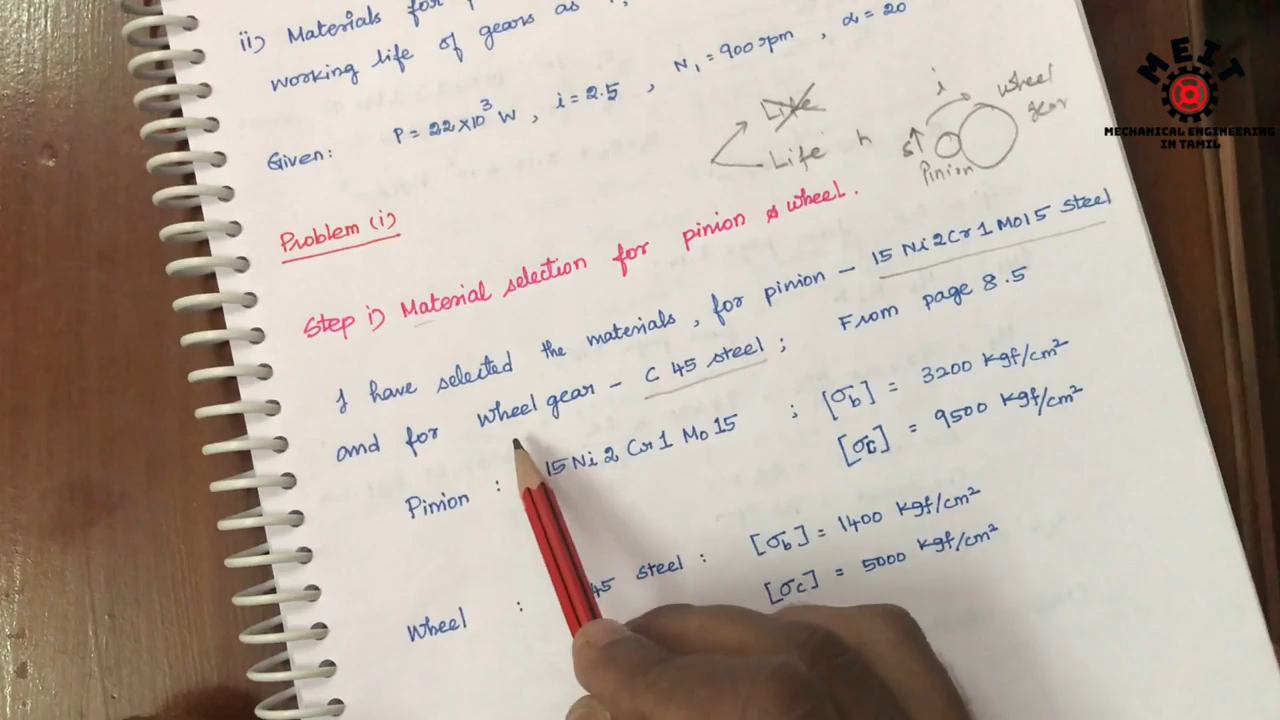 ii) Materials for
working life of gears as
Given: P = 22×10³ W, i = 2.5, N₁ = 900 rpm, α = 20
Life
Life h
i
wheel
gear
Pinion
Problem (i)
Step i) Material selection for pinion & wheel.
I have selected the materials, for pinion – 15 Ni 2Cr 1 Mo15 steel
and for wheel gear – C 45 steel ; From page 8.5
Pinion : 15 Ni 2 Cr 1 Mo 15 ; [σb] = 3200 kgf/cm²
[σc] = 9500 kgf/cm²
Wheel : 45 steel : [σb] = 1400 kgf/cm²
[σc] = 5000 kgf/cm²
MEIT
MECHANICAL ENGINEERING
IN TAMIL